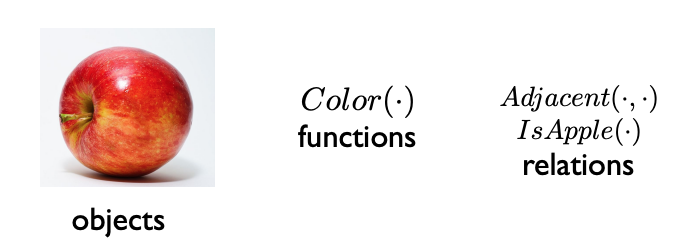 Color(·)
functions
Adjacent(·,·)
IsApple(·)
relations
objects